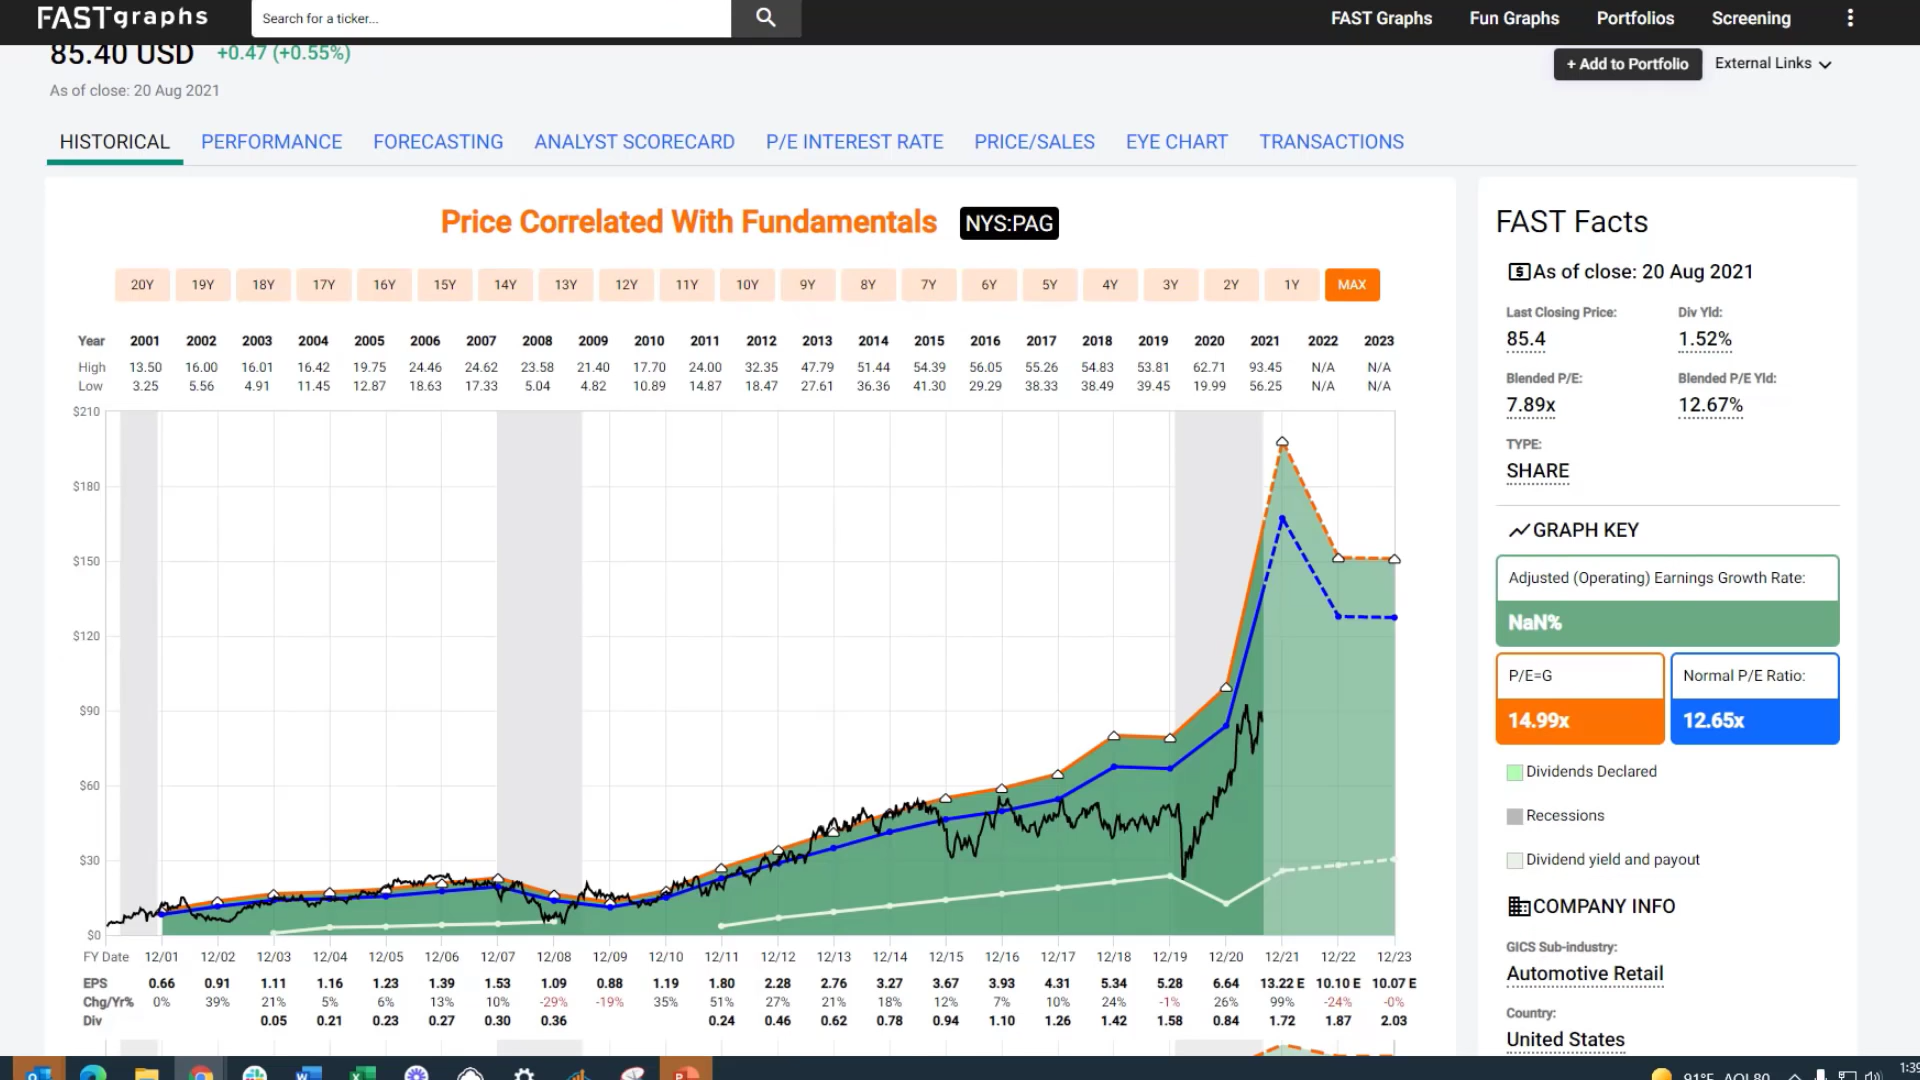 FASTgraphs Search for a ticker... FAST Graphs Fun Graphs Portfolios Screening
85.40 USD +0.47 (+0.55%)
+ Add to Portfolio External Links
As of close: 20 Aug 2021
HISTORICAL PERFORMANCE FORECASTING ANALYST SCORECARD P/E INTEREST RATE PRICE/SALES EYE CHART TRANSACTIONS
Price Correlated With Fundamentals NYS:PAG
20Y 19Y 18Y 17Y 16Y 15Y 14Y 13Y 12Y 11Y 10Y 9Y 8Y 7Y 6Y 5Y 4Y 3Y 2Y 1Y MAX
Year 2001 2002 2003 2004 2005 2006 2007 2008 2009 2010 2011 2012 2013 2014 2015 2016 2017 2018 2019 2020 2021 2022 2023
High 13.50 16.00 16.01 16.42 19.75 24.46 24.62 23.58 21.40 17.70 24.00 32.35 47.79 51.44 54.39 56.05 55.26 54.83 53.81 62.71 93.45 N/A N/A
Low 3.25 5.56 4.91 11.45 12.87 18.63 17.33 5.04 4.82 10.89 14.87 18.47 27.61 36.36 41.30 29.29 38.33 38.49 39.45 19.99 56.25 N/A N/A
$210
$180
$150
$120
$90
$60
$30
$0
FY Date 12/01 12/02 12/03 12/04 12/05 12/06 12/07 12/08 12/09 12/10 12/11 12/12 12/13 12/14 12/15 12/16 12/17 12/18 12/19 12/20 12/21 12/22 12/23
EPS 0.66 0.91 1.11 1.16 1.23 1.39 1.53 1.09 0.88 1.19 1.80 2.28 2.76 3.27 3.67 3.93 4.31 5.34 5.28 6.64 13.22 E 10.10 E 10.07 E
Chg/Yr% 0% 39% 21% 5% 6% 13% 10% -29% -19% 35% 51% 27% 21% 18% 12% 7% 10% 24% -1% 26% 99% -24% -0%
Div 0.05 0.21 0.23 0.27 0.30 0.36 0.24 0.46 0.62 0.78 0.94 1.10 1.26 1.42 1.58 0.84 1.72 1.87 2.03
FAST Facts
As of close: 20 Aug 2021
Last Closing Price: Div Yld:
85.4 1.52%
Blended P/E: Blended P/E Yld:
7.89x 12.67%
TYPE:
SHARE
GRAPH KEY
Adjusted (Operating) Earnings Growth Rate:
NaN%
P/E=G Normal P/E Ratio:
14.99x 12.65x
Dividends Declared
Recessions
Dividend yield and payout
COMPANY INFO
GICS Sub-industry:
Automotive Retail
Country:
United States
91°F AQI 80